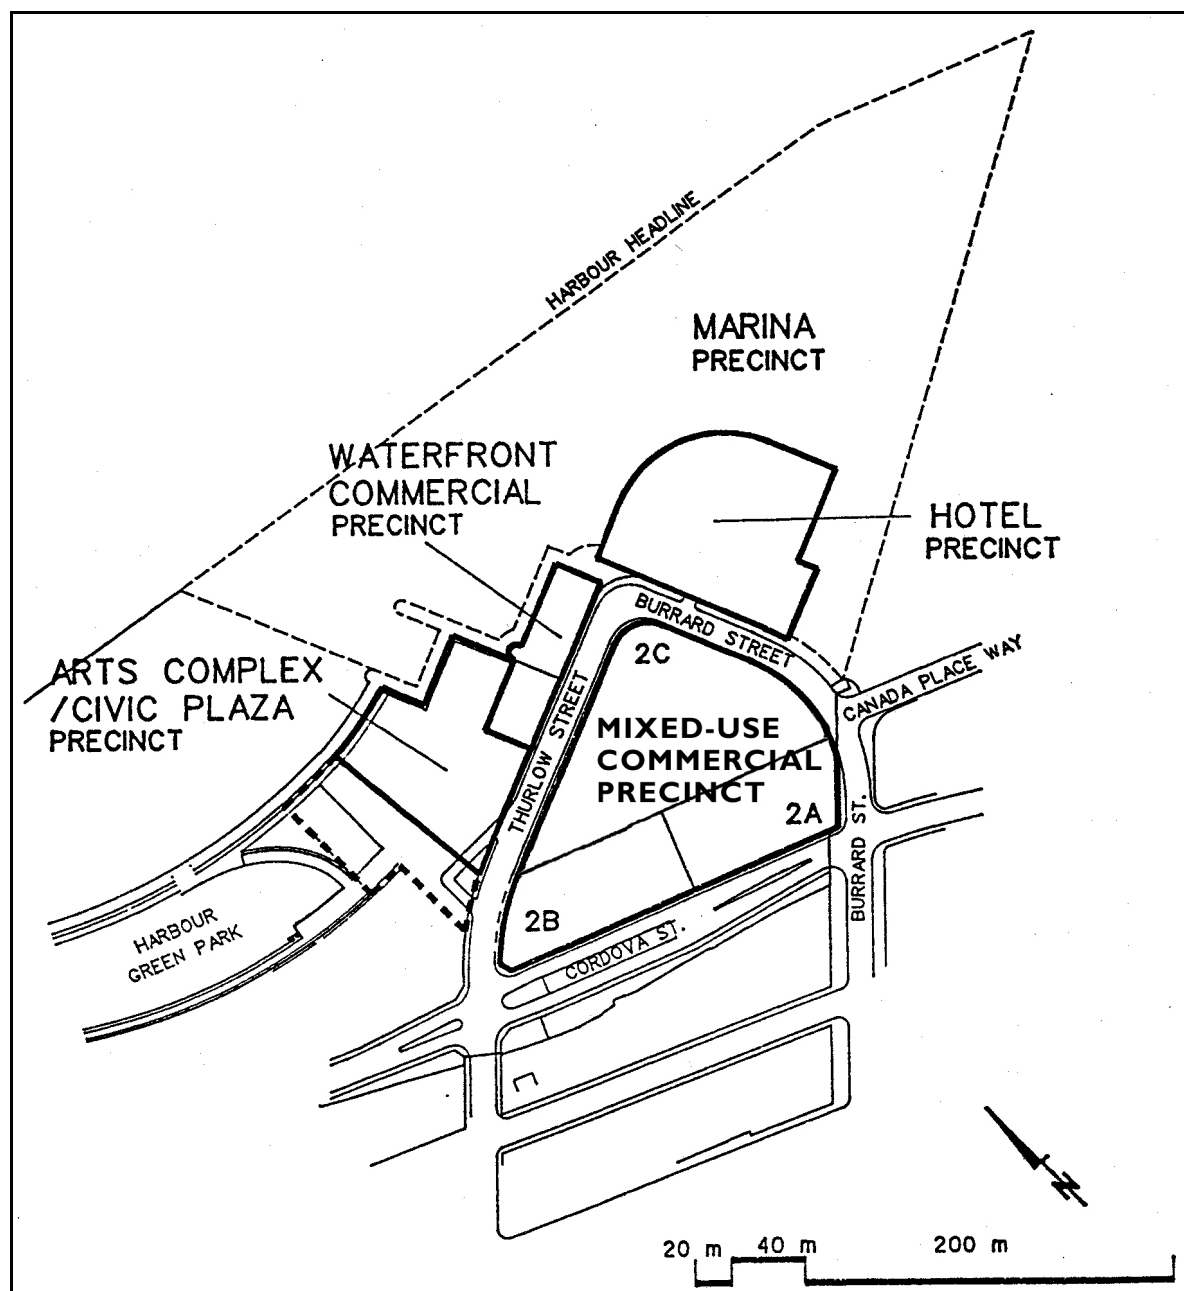 HARBOUR HEADLINE
MARINA
PRECINCT
WATERFRONT
COMMERCIAL
PRECINCT
HOTEL
PRECINCT
BURRARD STREET
2C
CANADA PLACE WAY
ARTS COMPLEX
/CIVIC PLAZA
PRECINCT
THURLOW STREET
MIXED-USE
COMMERCIAL
PRECINCT
2A
BURRARD ST.
2B
CORDOVA ST.
HARBOUR
GREEN PARK
N
20 m 40 m 200 m